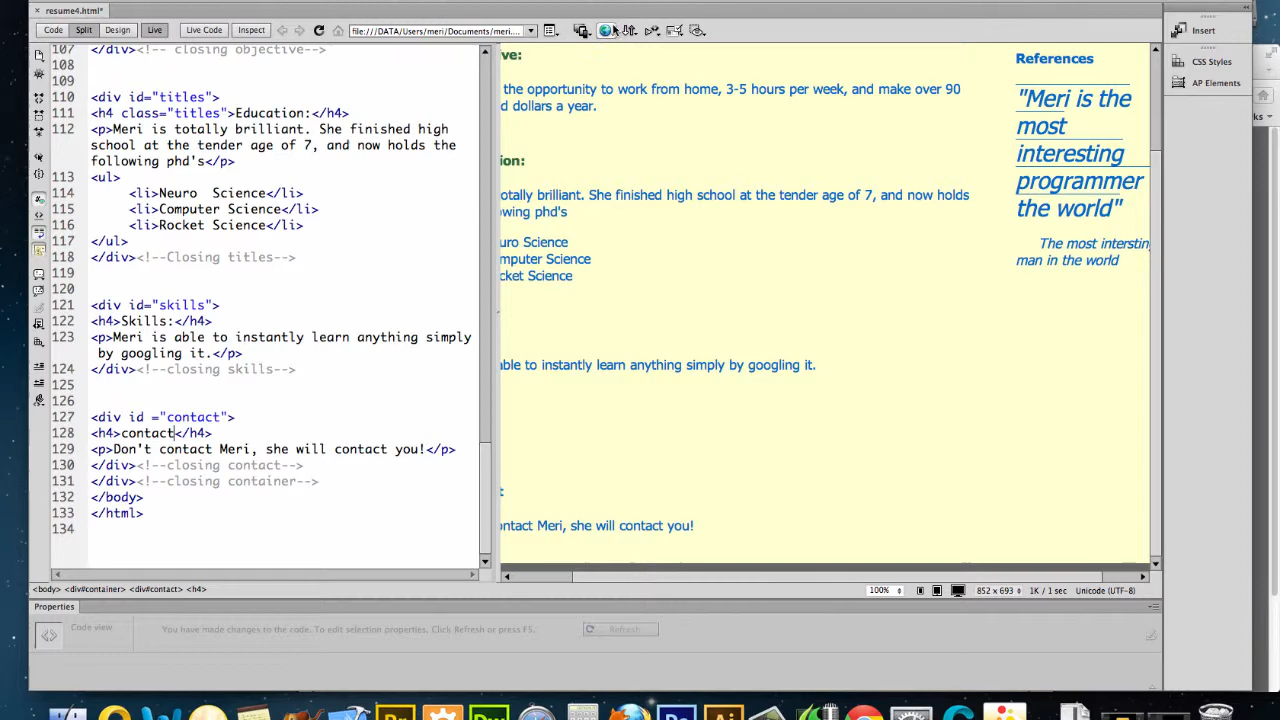 resume4.html*
Code Split Design Live Live Code Inspect file:///DATA/Users/meri/Documents/meri....
107 </div><!-- closing objective-->
108
109
110 <div id="titles">
111 <h4 class="titles">Education:</h4>
112 <p>Meri is totally brilliant. She finished high
school at the tender age of 7, and now holds the
following phd's</p>
113 <ul>
114 <li>Neuro  Science</li>
115 <li>Computer Science</li>
116 <li>Rocket Science</li>
117 </ul>
118 </div><!--Closing titles-->
119
120
121 <div id="skills">
122 <h4>Skills:</h4>
123 <p>Meri is able to instantly learn anything simply
by googling it.</p>
124 </div><!--closing skills-->
125
126
127 <div id ="contact">
128 <h4>contact</h4>
129 <p>Don't contact Meri, she will contact you!</p>
130 </div><!--closing contact-->
131 </div><!--closing container-->
132 </body>
133 </html>
134
ve:
the opportunity to work from home, 3-5 hours per week, and make over 90
d dollars a year.
ion:
otally brilliant. She finished high school at the tender age of 7, and now holds
owing phd's
uro Science
mputer Science
cket Science
able to instantly learn anything simply by googling it.
ontact Meri, she will contact you!
References
"Meri is the
most
interesting
programmer
the world"
The most interstin
man in the world
Insert
CSS Styles
AP Elements
<body> <div#container> <div#contact> <h4>
100% 852 x 693 1K / 1 sec Unicode (UTF-8)
Properties
Code view You have made changes to the code. To edit selection properties, Click Refresh or press F5. Refresh
Br Dw Ps Ai